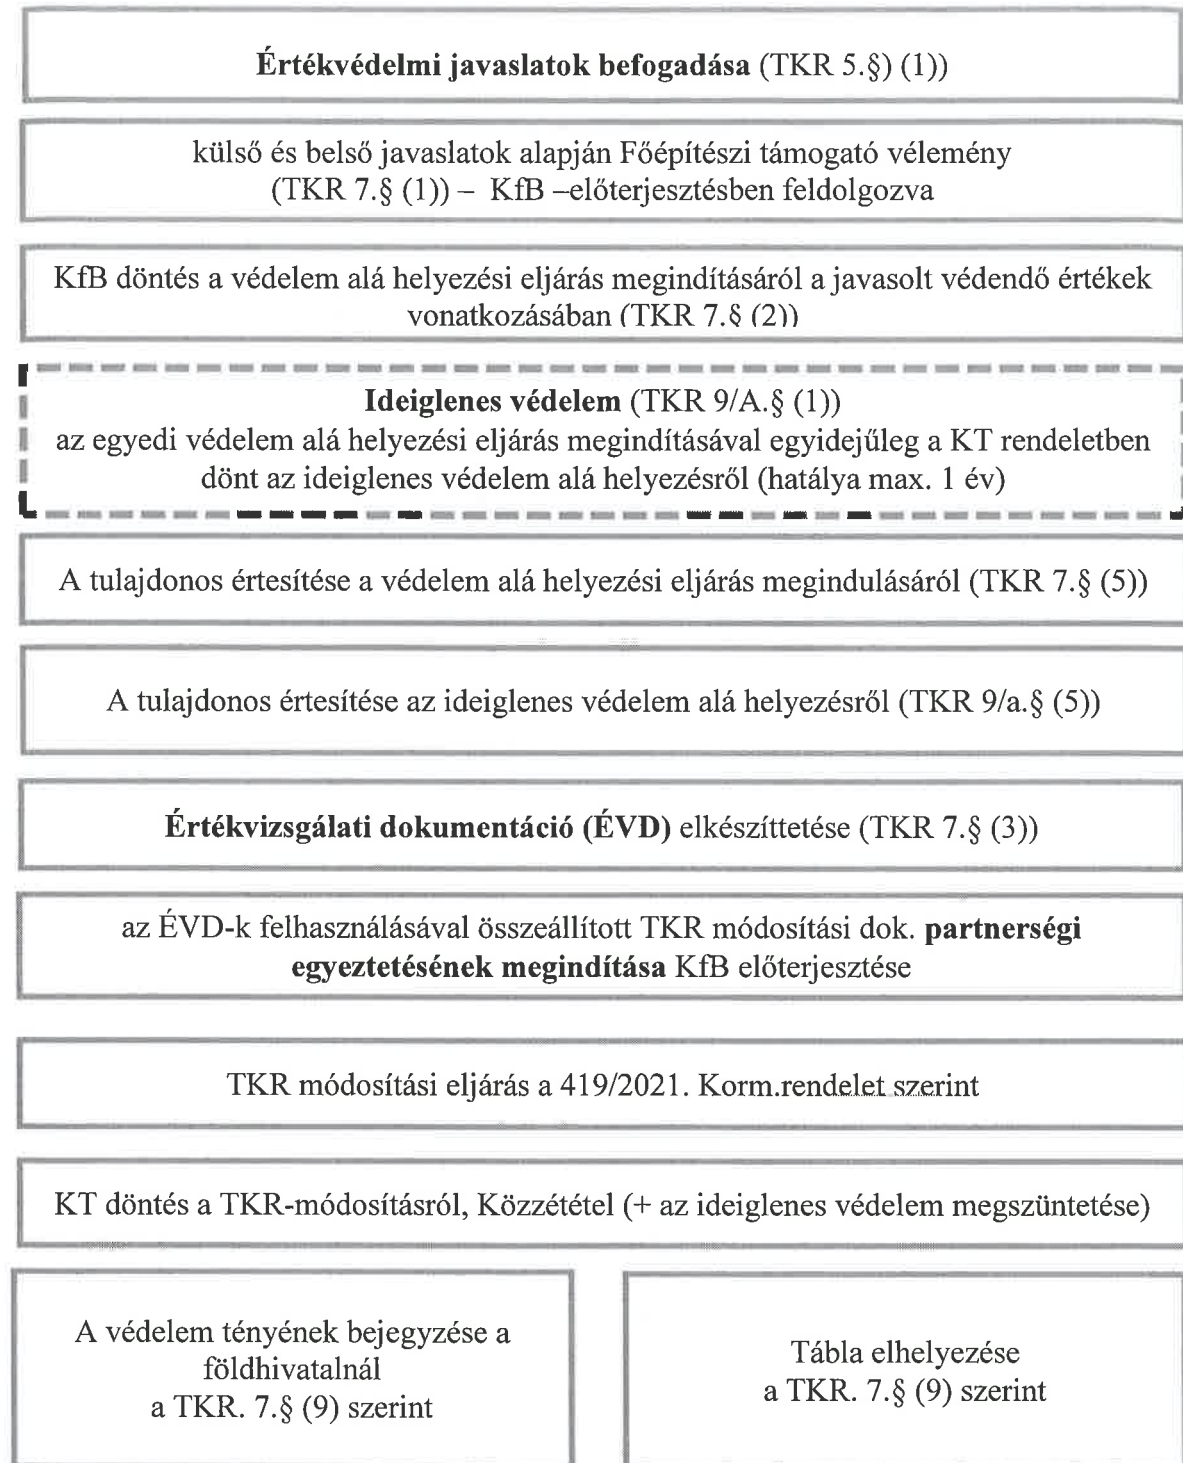 Értékvédelmi javaslatok befogadása (TKR 5.§) (1))
külső és belső javaslatok alapján Főépítészi támogató vélemény
(TKR 7.§ (1)) – KfB –előterjesztésben feldolgozva
KfB döntés a védelem alá helyezési eljárás megindításáról a javasolt védendő értékek
vonatkozásában (TKR 7.§ (2))
Ideiglenes védelem (TKR 9/A.§ (1))
az egyedi védelem alá helyezési eljárás megindításával egyidejűleg a KT rendeletben
dönt az ideiglenes védelem alá helyezésről (hatálya max. 1 év)
A tulajdonos értesítése a védelem alá helyezési eljárás megindulásáról (TKR 7.§ (5))
A tulajdonos értesítése az ideiglenes védelem alá helyezésről (TKR 9/a.§ (5))
Értékvizsgálati dokumentáció (ÉVD) elkészíttetése (TKR 7.§ (3))
az ÉVD-k felhasználásával összeállított TKR módosítási dok. partnerségi
egyeztetésének megindítása KfB előterjesztése
TKR módosítási eljárás a 419/2021. Korm.rendelet szerint
KT döntés a TKR-módosításról, Közzététel (+ az ideiglenes védelem megszüntetése)
A védelem tényének bejegyzése a
földhivatalnál
a TKR. 7.§ (9) szerint
Tábla elhelyezése
a TKR. 7.§ (9) szerint